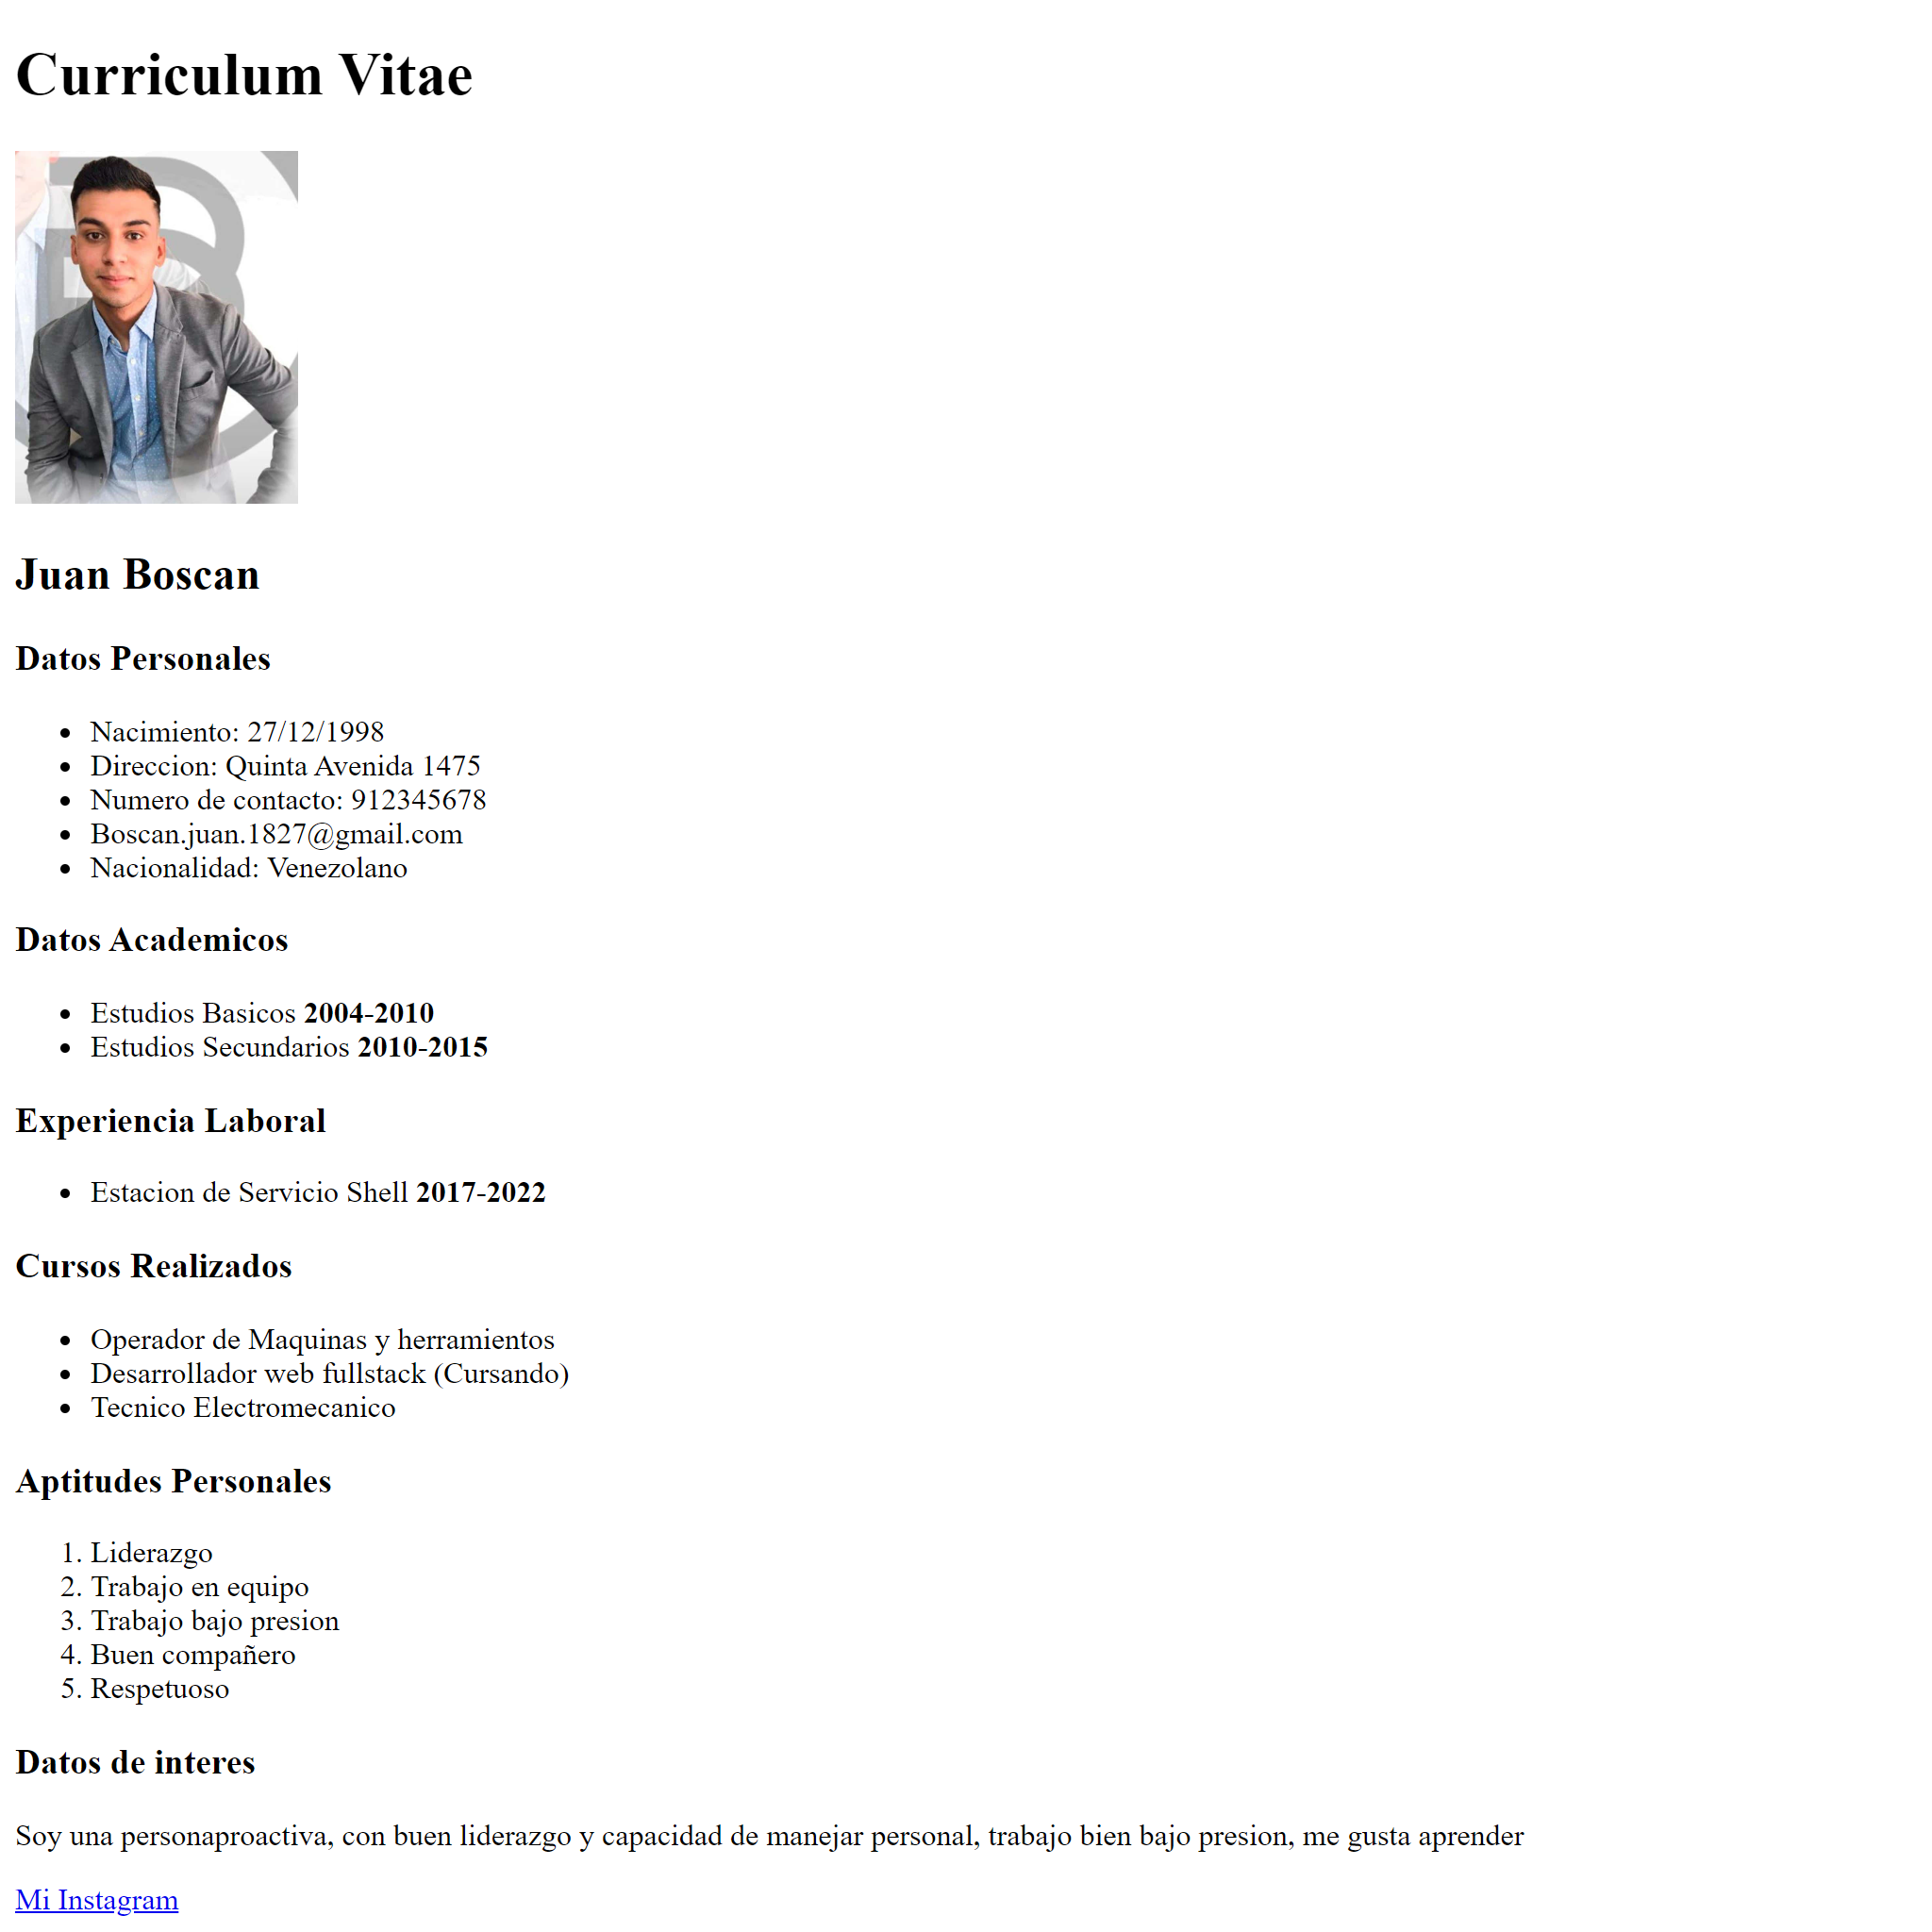 Curriculum Vitae
Juan Boscan
Datos Personales
Nacimiento: 27/12/1998
Direccion: Quinta Avenida 1475
Numero de contacto: 912345678
Boscan.juan.1827@gmail.com
Nacionalidad: Venezolano
Datos Academicos
Estudios Basicos 2004-2010
Estudios Secundarios 2010-2015
Experiencia Laboral
Estacion de Servicio Shell 2017-2022
Cursos Realizados
Operador de Maquinas y herramientos
Desarrollador web fullstack (Cursando)
Tecnico Electromecanico
Aptitudes Personales
1. Liderazgo
2. Trabajo en equipo
3. Trabajo bajo presion
4. Buen compañero
5. Respetuoso
Datos de interes
Soy una personaproactiva, con buen liderazgo y capacidad de manejar personal, trabajo bien bajo presion, me gusta aprender
Mi Instagram